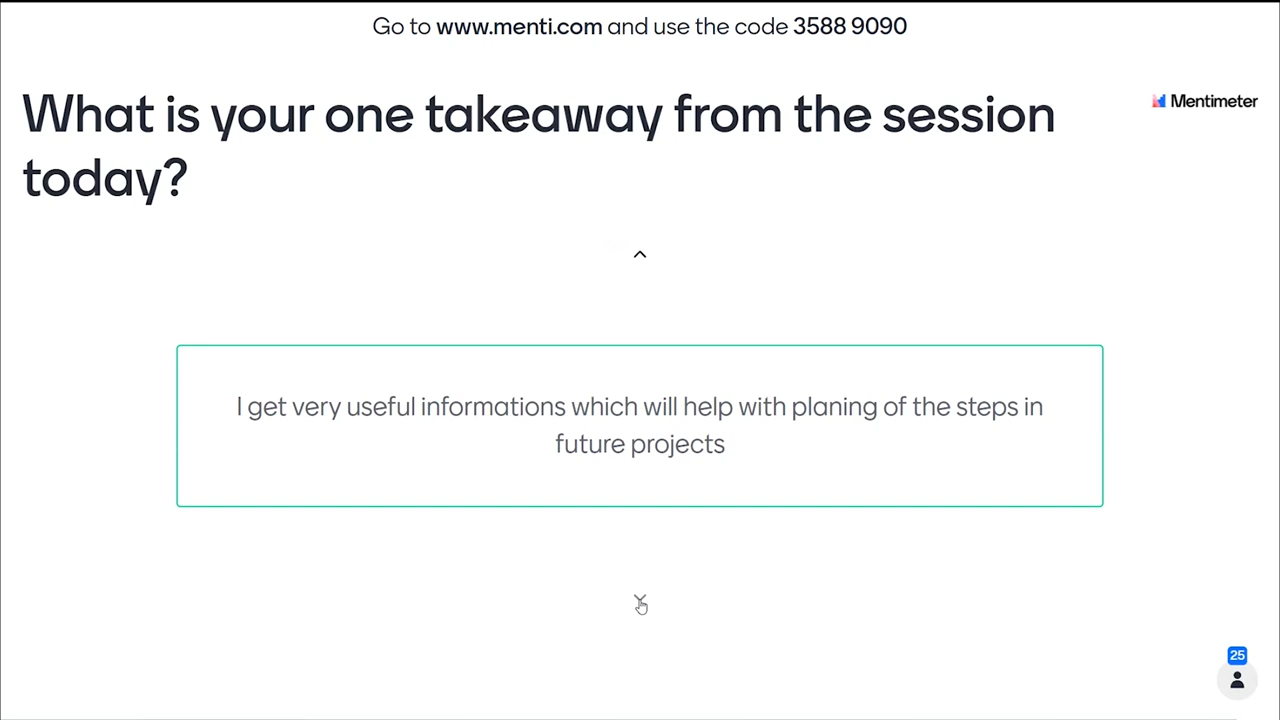 Go to www.menti.com and use the code 3588 9090
What is your one takeaway from the session
today?
Mentimeter
I get very useful informations which will help with planing of the steps in
future projects
25